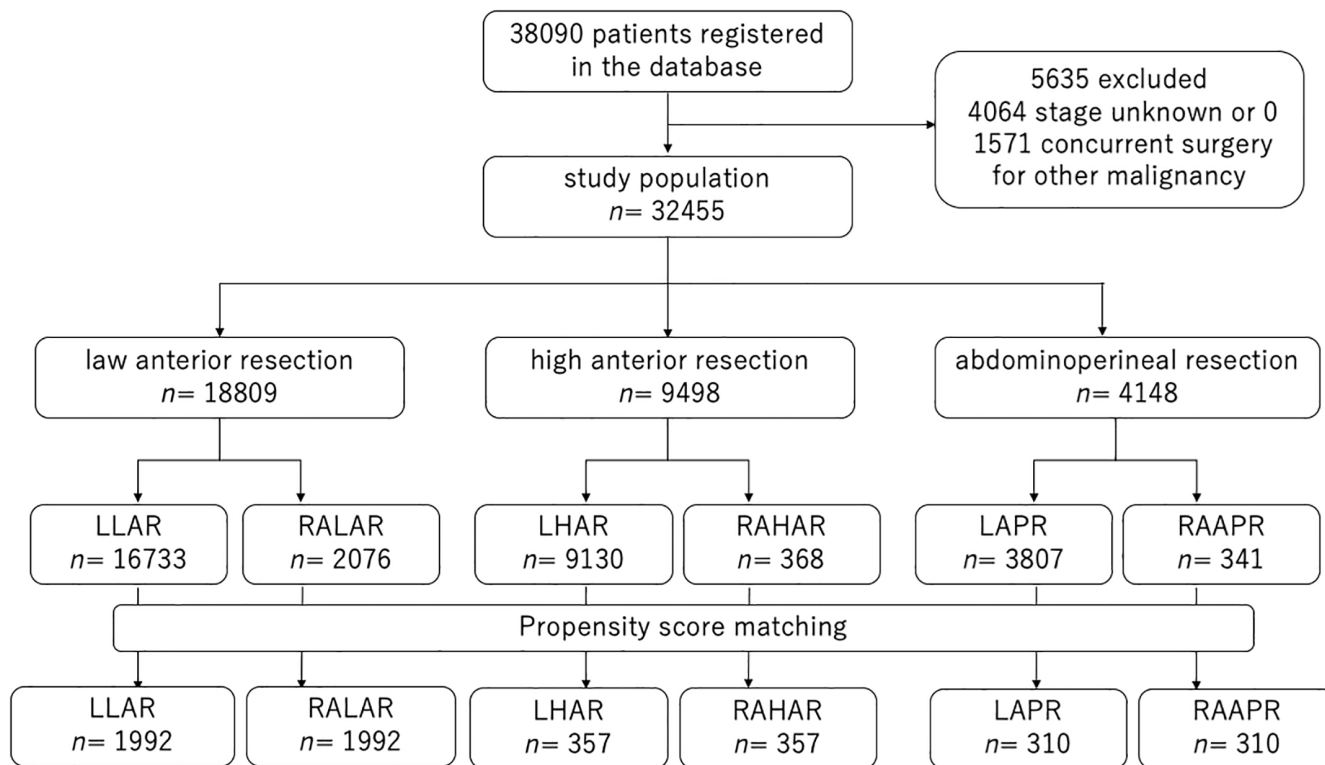 38090 patients registered
in the database
5635 excluded
4064 stage unknown or 0
1571 concurrent surgery
for other malignancy
study population
n= 32455
law anterior resection
n= 18809
high anterior resection
n= 9498
abdominoperineal resection
n= 4148
LLAR
n= 16733
RALAR
n= 2076
LHAR
n= 9130
RAHAR
n= 368
LAPR
n= 3807
RAAPR
n= 341
Propensity score matching
LLAR
n= 1992
RALAR
n= 1992
LHAR
n= 357
RAHAR
n= 357
LAPR
n= 310
RAAPR
n= 310